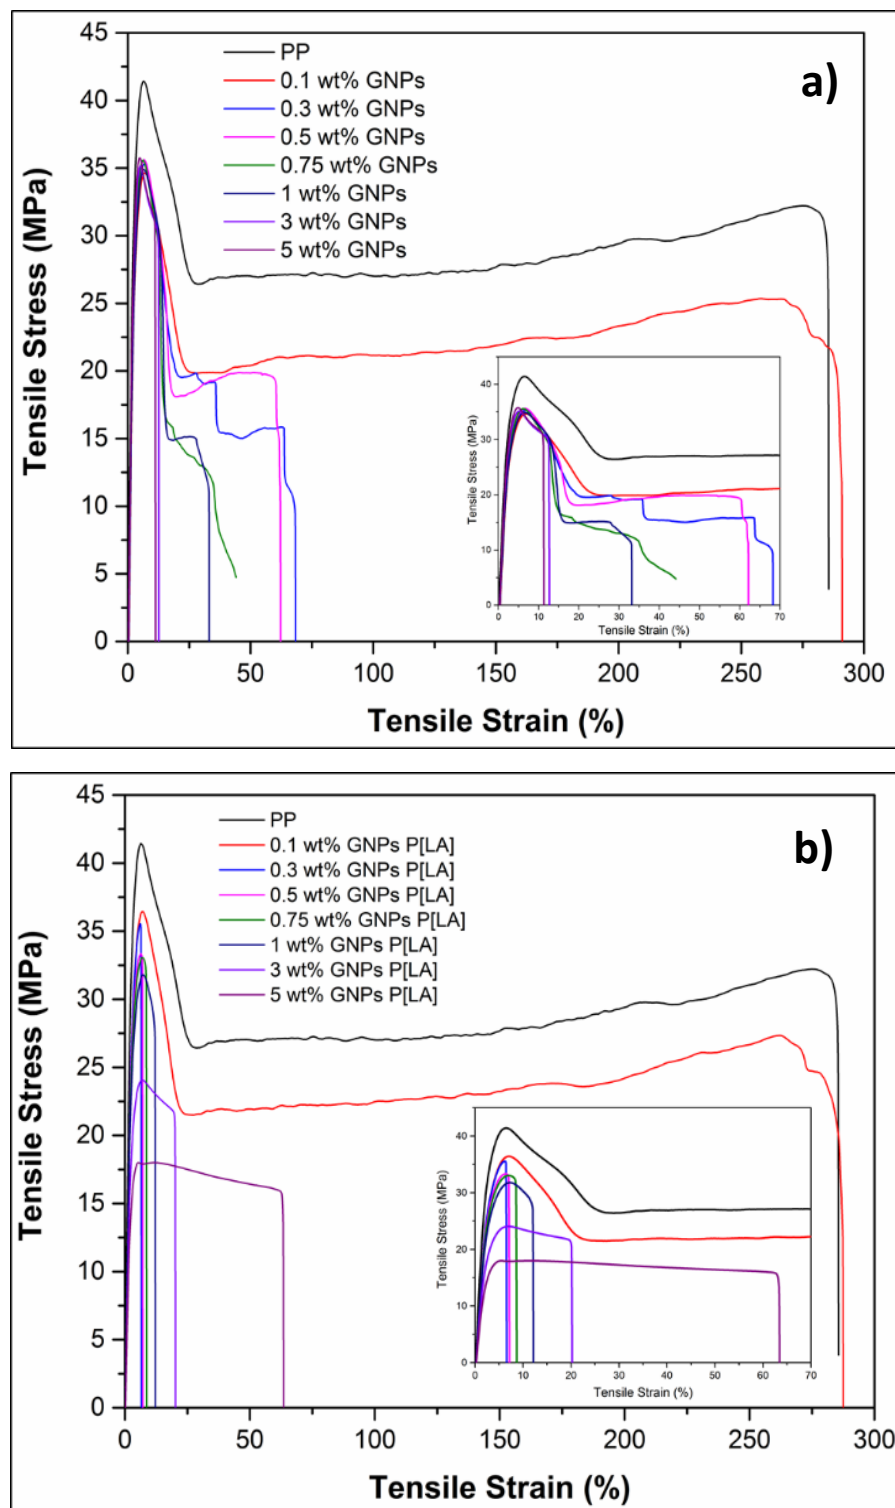 a)
PP
0.1 wt% GNPs
0.3 wt% GNPs
0.5 wt% GNPs
0.75 wt% GNPs
1 wt% GNPs
3 wt% GNPs
5 wt% GNPs
45
40
35
30
25
20
15
10
5
0
Tensile Stress (MPa)
0 50 100 150 200 250 300
Tensile Strain (%)
40
30
20
10
0
Tensile Stress (MPa)
0 10 20 30 40 50 60 70
Tensile Strain (%)
b)
PP
0.1 wt% GNPs P[LA]
0.3 wt% GNPs P[LA]
0.5 wt% GNPs P[LA]
0.75 wt% GNPs P[LA]
1 wt% GNPs P[LA]
3 wt% GNPs P[LA]
5 wt% GNPs P[LA]
45
40
35
30
25
20
15
10
5
0
Tensile Stress (MPa)
0 50 100 150 200 250 300
Tensile Strain (%)
40
30
20
10
0
Tensile Stress (MPa)
0 10 20 30 40 50 60 70
Tensile Strain (%)